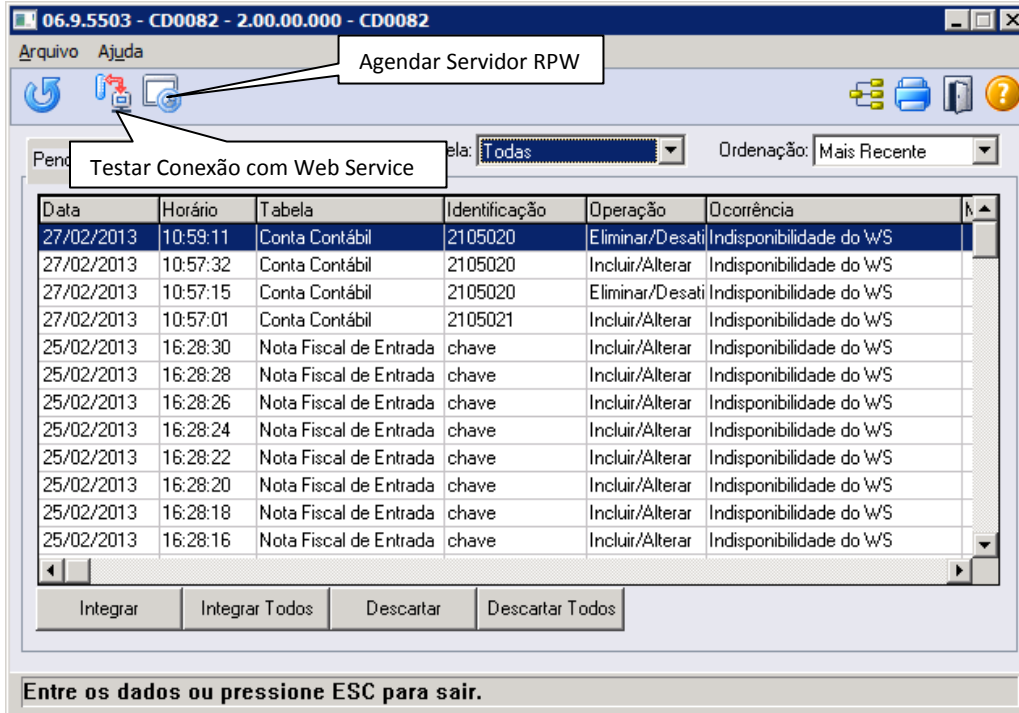 06.9.5503 - CD0082 - 2.00.00.000 - CD0082
Arquivo Ajuda
Agendar Servidor RPW
Testar Conexão com Web Service
Todas Ordenação: Mais Recente
Data Horário Tabela Identificação Operação Ocorrência
27/02/2013 10:59:11 Conta Contábil 2105020 Eliminar/Desati Indisponibilidade do WS
27/02/2013 10:57:32 Conta Contábil 2105020 Incluir/Alterar Indisponibilidade do WS
27/02/2013 10:57:15 Conta Contábil 2105020 Eliminar/Desati Indisponibilidade do WS
27/02/2013 10:57:01 Conta Contábil 2105021 Incluir/Alterar Indisponibilidade do WS
25/02/2013 16:28:30 Nota Fiscal de Entrada chave Incluir/Alterar Indisponibilidade do WS
25/02/2013 16:28:28 Nota Fiscal de Entrada chave Incluir/Alterar Indisponibilidade do WS
25/02/2013 16:28:26 Nota Fiscal de Entrada chave Incluir/Alterar Indisponibilidade do WS
25/02/2013 16:28:24 Nota Fiscal de Entrada chave Incluir/Alterar Indisponibilidade do WS
25/02/2013 16:28:22 Nota Fiscal de Entrada chave Incluir/Alterar Indisponibilidade do WS
25/02/2013 16:28:20 Nota Fiscal de Entrada chave Incluir/Alterar Indisponibilidade do WS
25/02/2013 16:28:18 Nota Fiscal de Entrada chave Incluir/Alterar Indisponibilidade do WS
25/02/2013 16:28:16 Nota Fiscal de Entrada chave Incluir/Alterar Indisponibilidade do WS
Integrar Integrar Todos Descartar Descartar Todos
Entre os dados ou pressione ESC para sair.